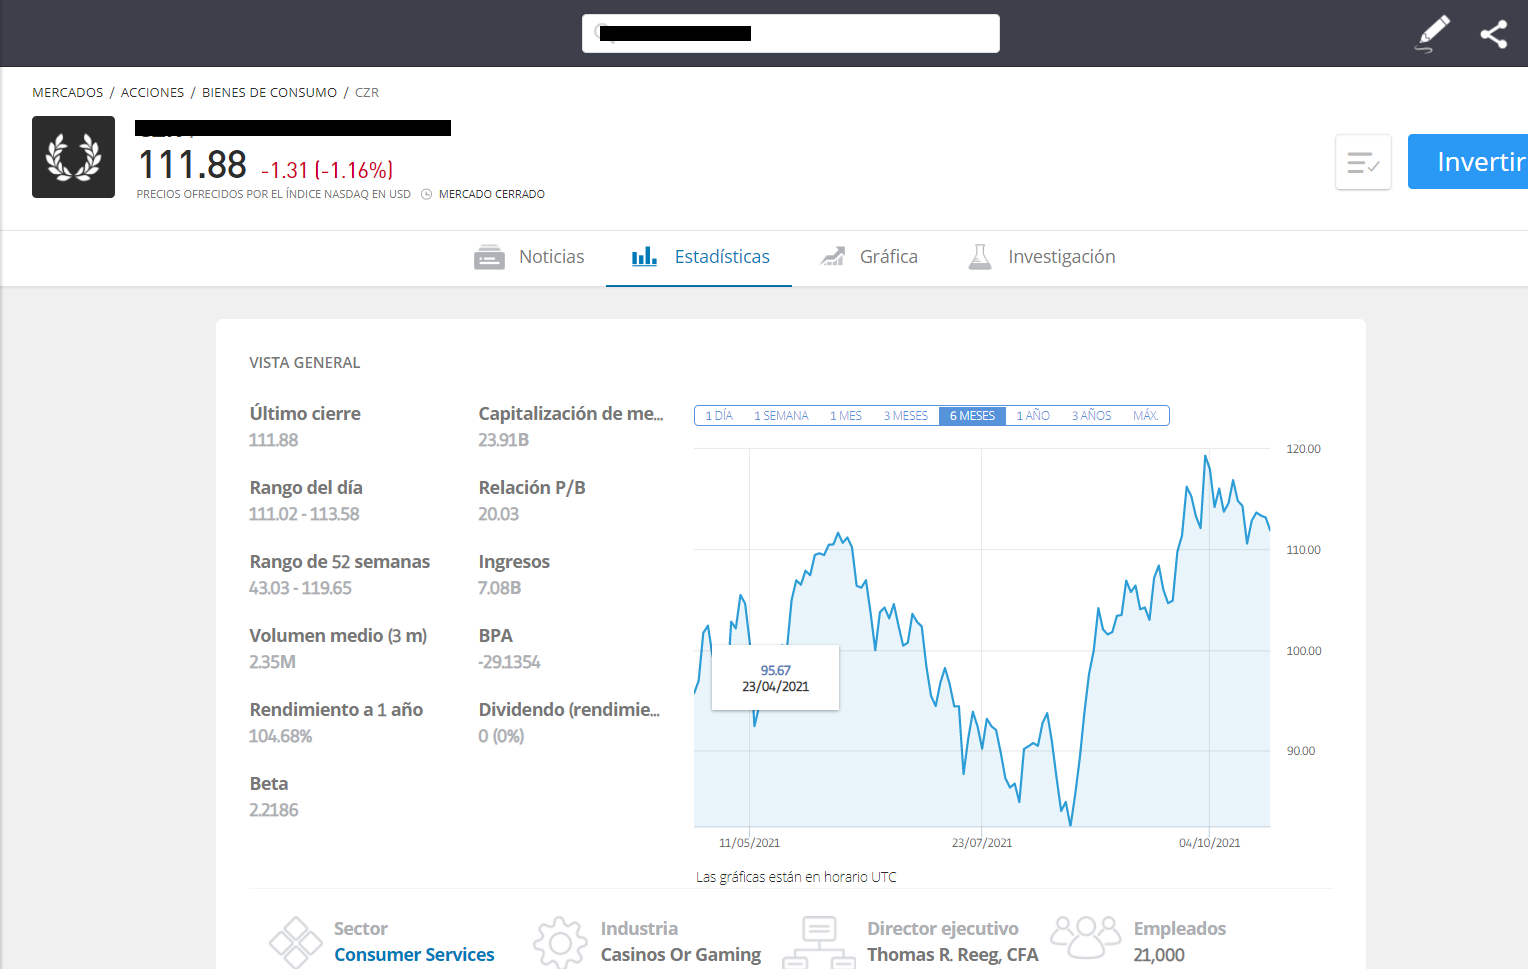 MERCADOS / ACCIONES / BIENES DE CONSUMO / CZR
111.88 -1.31 (-1.16%)
PRECIOS OFRECIDOS POR EL ÍNDICE NASDAQ EN USD MERCADO CERRADO
Invertir
Noticias Estadísticas Gráfica Investigación
VISTA GENERAL
Último cierre
111.88
Rango del día
111.02 - 113.58
Rango de 52 semanas
43.03 - 119.65
Volumen medio (3 m)
2.35M
Rendimiento a 1 año
104.68%
Beta
2.2186
Capitalización de me...
23.91B
Relación P/B
20.03
Ingresos
7.08B
BPA
-29.1354
Dividendo (rendimie...
0 (0%)
1 DÍA 1 SEMANA 1 MES 3 MESES 6 MESES 1 AÑO 3 AÑOS MÁX.
120.00
110.00
100.00
90.00
95.67
23/04/2021
11/05/2021 23/07/2021 04/10/2021
Las gráficas están en horario UTC
Sector
Consumer Services
Industria
Casinos Or Gaming
Director ejecutivo
Thomas R. Reeg, CFA
Empleados
21,000